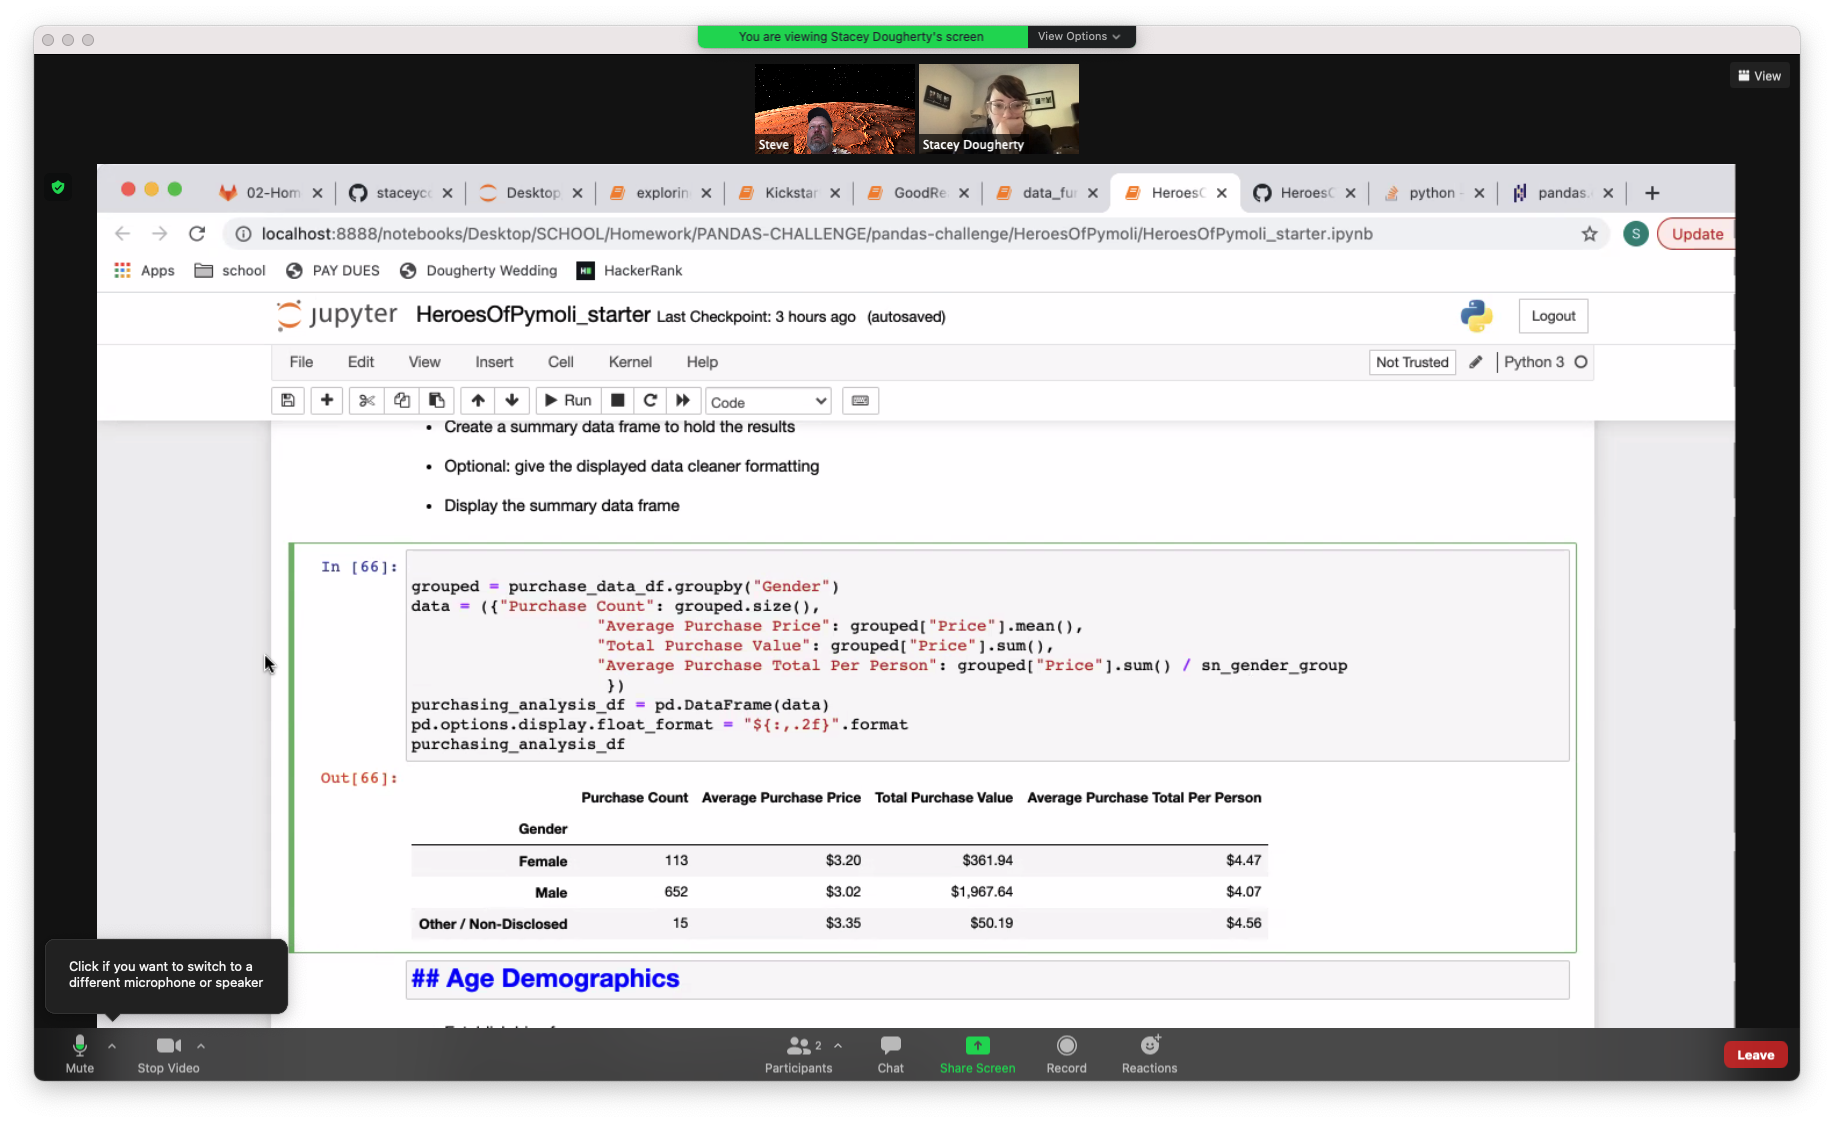 You are viewing Stacey Dougherty's screen
View Options
View
Steve
Stacey Dougherty
02-Hom
staceyc
Desktop
explorin
Kickstar
GoodRe
data_fu
HeroesO
HeroesO
python -
pandas.
localhost:8888/notebooks/Desktop/SCHOOL/Homework/PANDAS-CHALLENGE/pandas-challenge/HeroesOfPymoli/HeroesOfPymoli_starter.ipynb
S
Update
Apps
school
PAY DUES
Dougherty Wedding
HackerRank
jupyter HeroesOfPymoli_starter Last Checkpoint: 3 hours ago (autosaved)
Logout
File Edit View Insert Cell Kernel Help
Not Trusted
Python 3
Run
Code
• Create a summary data frame to hold the results
• Optional: give the displayed data cleaner formatting
• Display the summary data frame
In [66]:
grouped = purchase_data_df.groupby("Gender")
data = ({"Purchase Count": grouped.size(),
"Average Purchase Price": grouped["Price"].mean(),
"Total Purchase Value": grouped["Price"].sum(),
"Average Purchase Total Per Person": grouped["Price"].sum() / sn_gender_group
})
purchasing_analysis_df = pd.DataFrame(data)
pd.options.display.float_format = "${:,.2f}".format
purchasing_analysis_df
Out[66]:
Purchase Count Average Purchase Price Total Purchase Value Average Purchase Total Per Person
Gender
Female 113 $3.20 $361.94 $4.47
Male 652 $3.02 $1,967.64 $4.07
Other / Non-Disclosed 15 $3.35 $50.19 $4.56
## Age Demographics
Click if you want to switch to a
different microphone or speaker
Mute
Stop Video
2
Participants
Chat
Share Screen
Record
Reactions
Leave